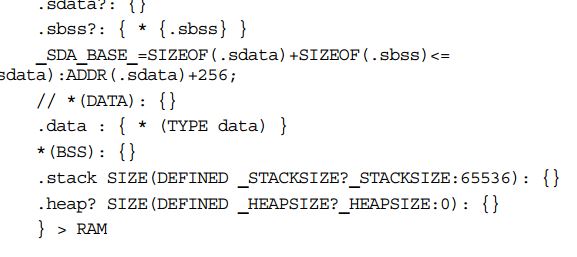 .sdata?: {}
.sbss?: { * {.sbss} }
_SDA_BASE_=SIZEOF(.sdata)+SIZEOF(.sbss)<=
sdata):ADDR(.sdata)+256;
// *(DATA): {}
.data : { * (TYPE data) }
*(BSS): {}
.stack SIZE(DEFINED _STACKSIZE?_STACKSIZE:65536): {}
.heap? SIZE(DEFINED _HEAPSIZE?_HEAPSIZE:0): {}
} > RAM